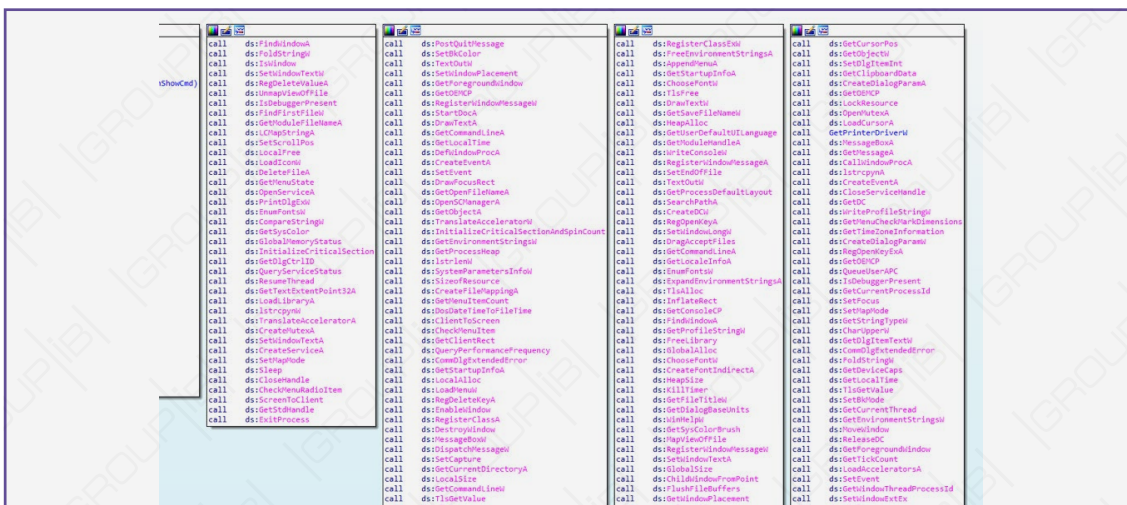 nShowCmd)
call ds:FindWindowA
call ds:FoldStringW
call ds:IsWindow
call ds:SetWindowTextW
call ds:RegDeleteValueA
call ds:UnmapViewOfFile
call ds:IsDebuggerPresent
call ds:FindFirstFileW
call ds:GetModuleFileNameA
call ds:LCMapStringA
call ds:SetScrollPos
call ds:LocalFree
call ds:LoadIconW
call ds:DeleteFileA
call ds:GetMenuState
call ds:OpenServiceA
call ds:PrintDlgExW
call ds:EnumFontsW
call ds:CompareStringW
call ds:GetSysColor
call ds:GlobalMemoryStatus
call ds:InitializeCriticalSection
call ds:GetDlgCtrlID
call ds:QueryServiceStatus
call ds:ResumeThread
call ds:GetTextExtentPoint32A
call ds:LoadLibraryA
call ds:lstrcpynW
call ds:TranslateAcceleratorA
call ds:CreateMutexA
call ds:SetWindowTextA
call ds:CreateServiceA
call ds:SetMapMode
call ds:Sleep
call ds:CloseHandle
call ds:CheckMenuRadioItem
call ds:ScreenToClient
call ds:GetStdHandle
call ds:ExitProcess
call ds:PostQuitMessage
call ds:SetBkColor
call ds:TextOutW
call ds:SetWindowPlacement
call ds:GetForegroundWindow
call ds:GetOEMCP
call ds:RegisterWindowMessageW
call ds:StartDocA
call ds:DrawTextA
call ds:GetCommandLineA
call ds:GetLocalTime
call ds:DefWindowProcA
call ds:CreateEventA
call ds:SetEvent
call ds:DrawFocusRect
call ds:GetOpenFileNameA
call ds:OpenSCManagerA
call ds:GetObjectA
call ds:TranslateAcceleratorW
call ds:InitializeCriticalSectionAndSpinCount
call ds:GetEnvironmentStringsW
call ds:GetProcessHeap
call ds:lstrlenW
call ds:SystemParametersInfoW
call ds:SizeofResource
call ds:CreateFileMappingA
call ds:GetMenuItemCount
call ds:DosDateTimeToFileTime
call ds:ClientToScreen
call ds:CheckMenuItem
call ds:GetClientRect
call ds:QueryPerformanceFrequency
call ds:CommDlgExtendedError
call ds:GetStartupInfoA
call ds:LocalAlloc
call ds:LoadMenuW
call ds:RegDeleteKeyA
call ds:EnableWindow
call ds:RegisterClassA
call ds:DestroyWindow
call ds:MessageBoxW
call ds:DispatchMessageW
call ds:SetCapture
call ds:GetCurrentDirectoryA
call ds:LocalSize
call ds:GetCommandLineW
call ds:TlsGetValue
call ds:RegisterClassExW
call ds:FreeEnvironmentStringsA
call ds:AppendMenuA
call ds:GetStartupInfoA
call ds:ChooseFontW
call ds:TlsFree
call ds:DrawTextW
call ds:GetSaveFileNameW
call ds:HeapAlloc
call ds:GetUserDefaultUILanguage
call ds:GetModuleHandleA
call ds:WriteConsoleW
call ds:RegisterWindowMessageA
call ds:SetEndOfFile
call ds:TextOutW
call ds:GetProcessDefaultLayout
call ds:SearchPathA
call ds:CreateDCW
call ds:RegOpenKeyA
call ds:SetWindowLongW
call ds:DragAcceptFiles
call ds:GetCommandLineA
call ds:GetLocaleInfoA
call ds:EnumFontsW
call ds:ExpandEnvironmentStringsA
call ds:TlsAlloc
call ds:InflateRect
call ds:GetConsoleCP
call ds:FindWindowA
call ds:GetProfileStringW
call ds:FreeLibrary
call ds:GlobalAlloc
call ds:ChooseFontW
call ds:CreateFontIndirectA
call ds:HeapSize
call ds:KillTimer
call ds:GetFileTitleW
call ds:GetDialogBaseUnits
call ds:WinHelpW
call ds:GetSysColorBrush
call ds:MapViewOfFile
call ds:RegisterWindowMessageW
call ds:SetWindowTextA
call ds:GlobalSize
call ds:ChildWindowFromPoint
call ds:FlushFileBuffers
call ds:GetWindowPlacement
call ds:GetCursorPos
call ds:GetObjectW
call ds:SetDlgItemInt
call ds:GetClipboardData
call ds:CreateDialogParamA
call ds:GetOEMCP
call ds:LockResource
call ds:OpenMutexA
call ds:LoadCursorA
call GetPrinterDriverW
call ds:MessageBoxA
call ds:GetMessageA
call ds:CallWindowProcA
call ds:lstrcpynA
call ds:CreateEventA
call ds:CloseServiceHandle
call ds:GetDC
call ds:WriteProfileStringW
call ds:GetMenuCheckMarkDimensions
call ds:GetTimeZoneInformation
call ds:CreateDialogParamW
call ds:RegOpenKeyExA
call ds:GetOEMCP
call ds:QueueUserAPC
call ds:IsDebuggerPresent
call ds:GetCurrentProcessId
call ds:SetFocus
call ds:SetMapMode
call ds:GetStringTypeW
call ds:CharUpperW
call ds:GetDlgItemTextW
call ds:CommDlgExtendedError
call ds:FoldStringW
call ds:GetDeviceCaps
call ds:GetLocalTime
call ds:TlsGetValue
call ds:SetBkMode
call ds:GetCurrentThread
call ds:GetEnvironmentStringsW
call ds:MoveWindow
call ds:ReleaseDC
call ds:GetForegroundWindow
call ds:GetTickCount
call ds:LoadAcceleratorsA
call ds:SetEvent
call ds:GetWindowThreadProcessId
call ds:SetWindowExtEx